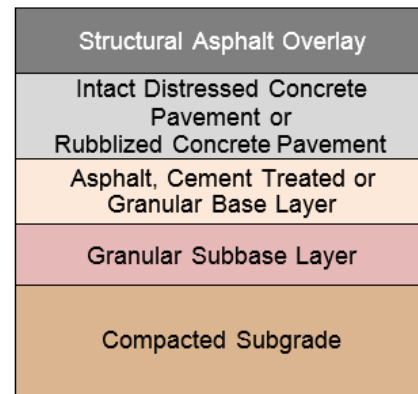 Structural Asphalt Overlay
Intact Distressed Concrete
Pavement or
Rubblized Concrete Pavement
Asphalt, Cement Treated or
Granular Base Layer
Granular Subbase Layer
Compacted Subgrade